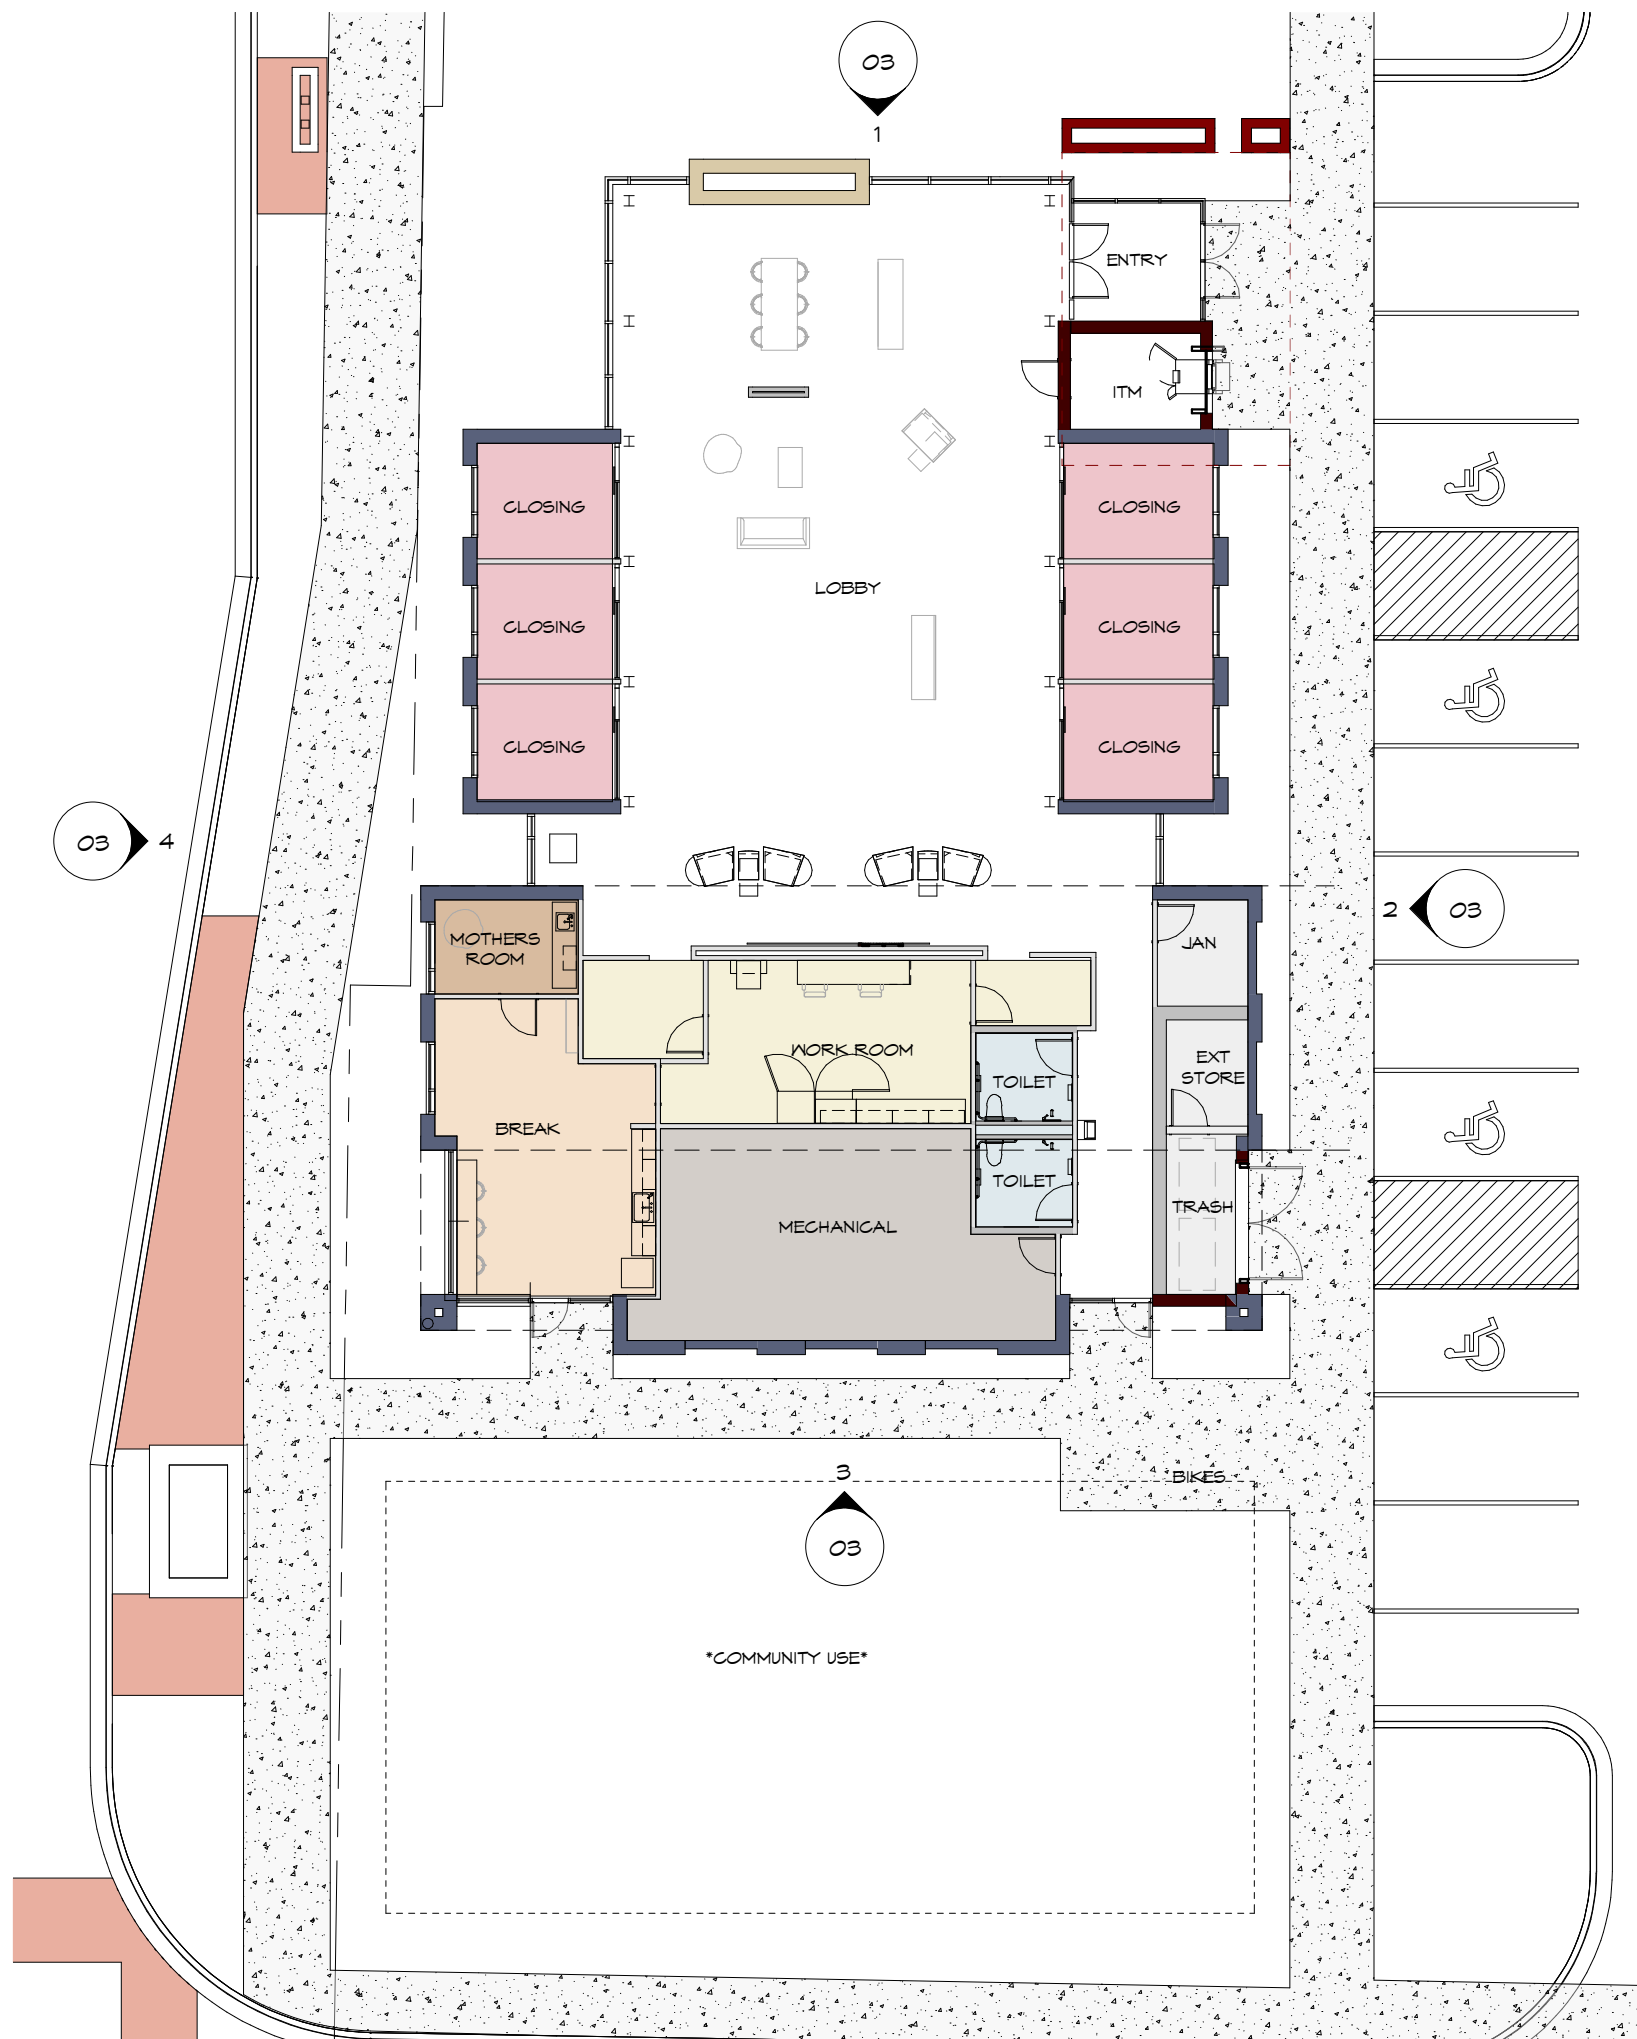 03
1
ENTRY
ITM
CLOSING
CLOSING
LOBBY
CLOSING
CLOSING
CLOSING
CLOSING
03
4
2
03
MOTHERS
ROOM
JAN
WORK ROOM
EXT
STORE
TOILET
BREAK
TOILET
TRASH
MECHANICAL
3
BIKES
03
*COMMUNITY USE*